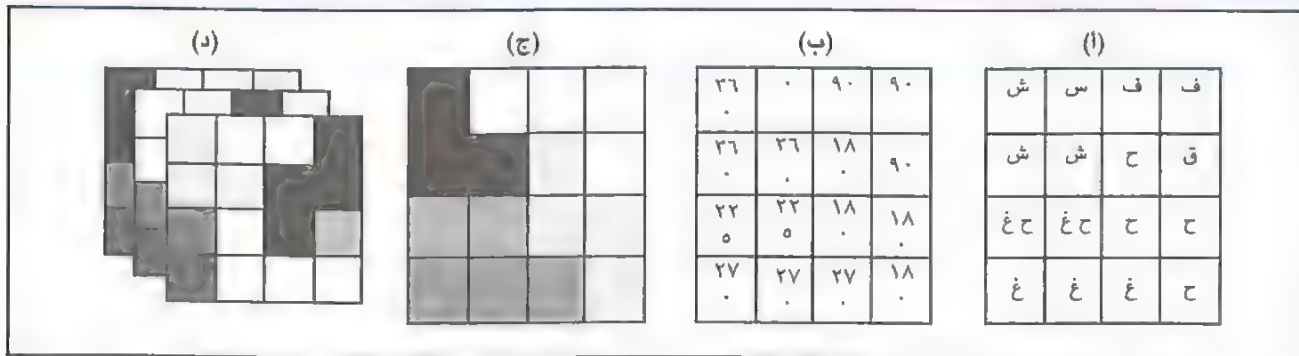 (أ)
ف ف س ش
ق ح ش ش
ح ح ح غ ح غ
ح غ غ غ
(ب)
٩٠ ٩٠ ٠ ٣٦٠
٩٠ ١٨٠ ٣٦٠ ٣٦٠
١٨٠ ١٨٠ ٢٢٥ ٢٢٥
١٨٠ ٢٧٠ ٢٧٠ ٢٧٠
(ج)
(د)